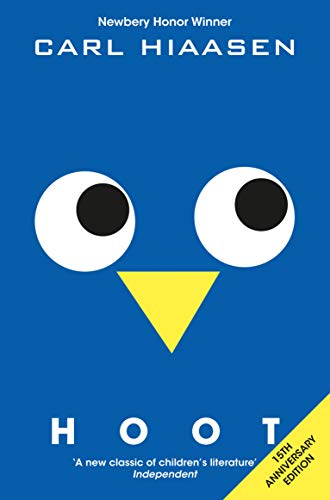 Newbery Honor Winner
CARL HIAASEN
HOOT
‘A new classic of children’s literature’
Independent
15TH
ANNIVERSARY
EDITION